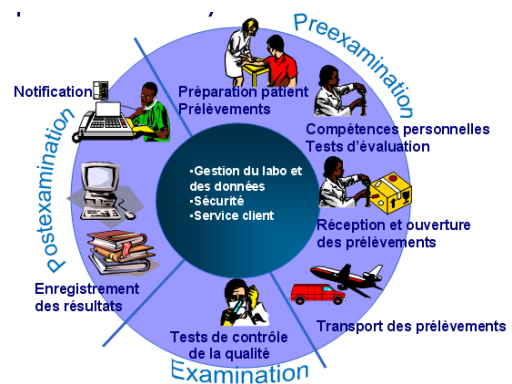 Preexamination
Préparation patient
Prélèvements
Compétences personnelles
Tests d'évaluation
Réception et ouverture
des prélèvements
Transport des prélèvements
Examination
Tests de contrôle
de la qualité
Postexamination
Enregistrement
des résultats
Notification
•Gestion du labo et
des données
•Sécurité
•Service client